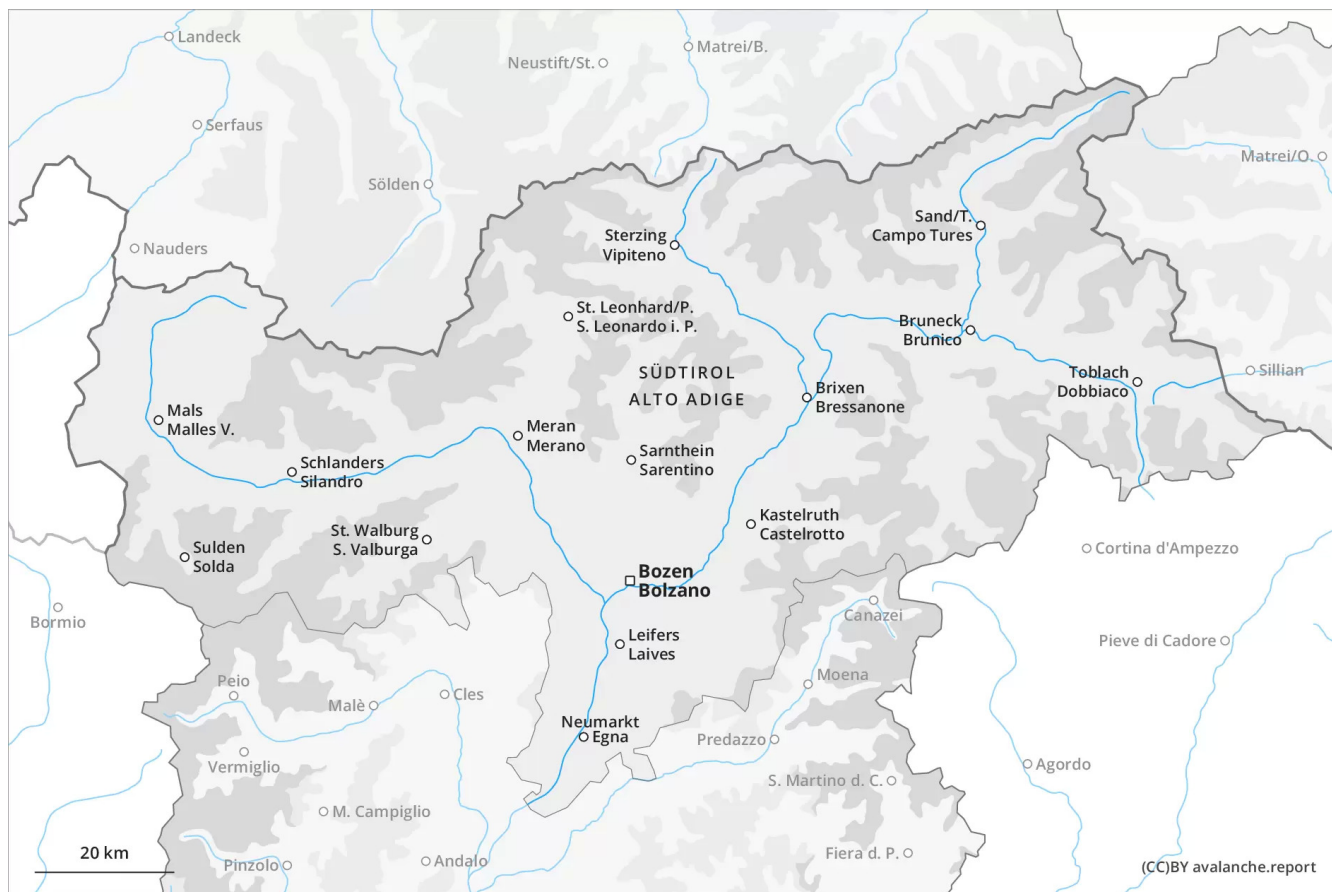 Landeck
Matrei/B.
Neustift/St.
Serfaus
Matrei/O.
Sölden
Sand/T.
Campo Tures
Sterzing
Vipiteno
Nauders
St. Leonhard/P.
S. Leonardo i. P.
Bruneck
Brunico
SÜDTIROL
ALTO ADIGE
Toblach
Dobbiaco
Sillian
Brixen
Bressanone
Mals
Malles V.
Meran
Merano
Sarnthein
Sarentino
Schlanders
Silandro
Kastelruth
Castelrotto
St. Walburg
S. Valburga
Sulden
Solda
Cortina d'Ampezzo
Bozen
Bolzano
Bormio
Canazei
Leifers
Laives
Pieve di Cadore
Peio
Moena
Cles
Malè
Neumarkt
Egna
Predazzo
Vermiglio
Agordo
S. Martino d. C.
M. Campiglio
20 km
Pinzolo
Andalo
Fiera d. P.
(CC)BY avalanche.report